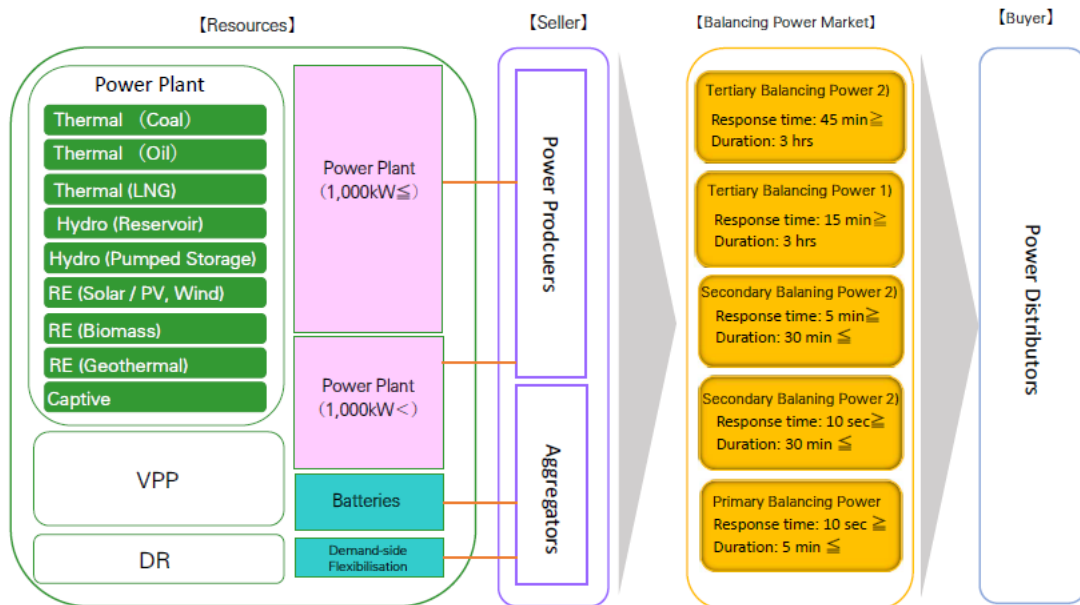 【Resources】
【Seller】
【Balancing Power Market】
【Buyer】
Power Plant
Thermal （Coal）
Thermal （Oil）
Thermal (LNG)
Hydro (Reservoir)
Hydro (Pumped Storage)
RE (Solar / PV, Wind)
RE (Biomass)
RE (Geothermal)
Captive
VPP
DR
Power Plant
（1,000kW≦）
Power Plant
（1,000kW＜）
Batteries
Demand-side
Flexibilisation
Power Prodcuers
Aggregators
Tertiary Balancing Power 2)
Response time: 45 min≧
Duration: 3 hrs
Tertiary Balancing Power 1)
Response time: 15 min≧
Duration: 3 hrs
Secondary Balaning Power 2)
Response time: 5 min≧
Duration: 30 min ≦
Secondary Balaning Power 2)
Response time: 10 sec≧
Duration: 30 min ≦
Primary Balancing Power
Response time: 10 sec ≧
Duration: 5 min ≦
Power Distributors